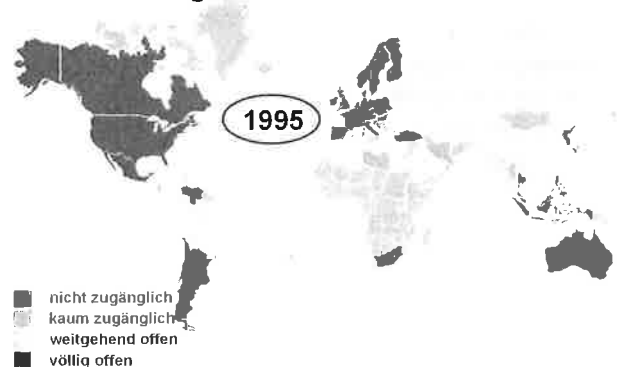 1995
nicht zugänglich
kaum zugänglich
weitgehend offen
völlig offen